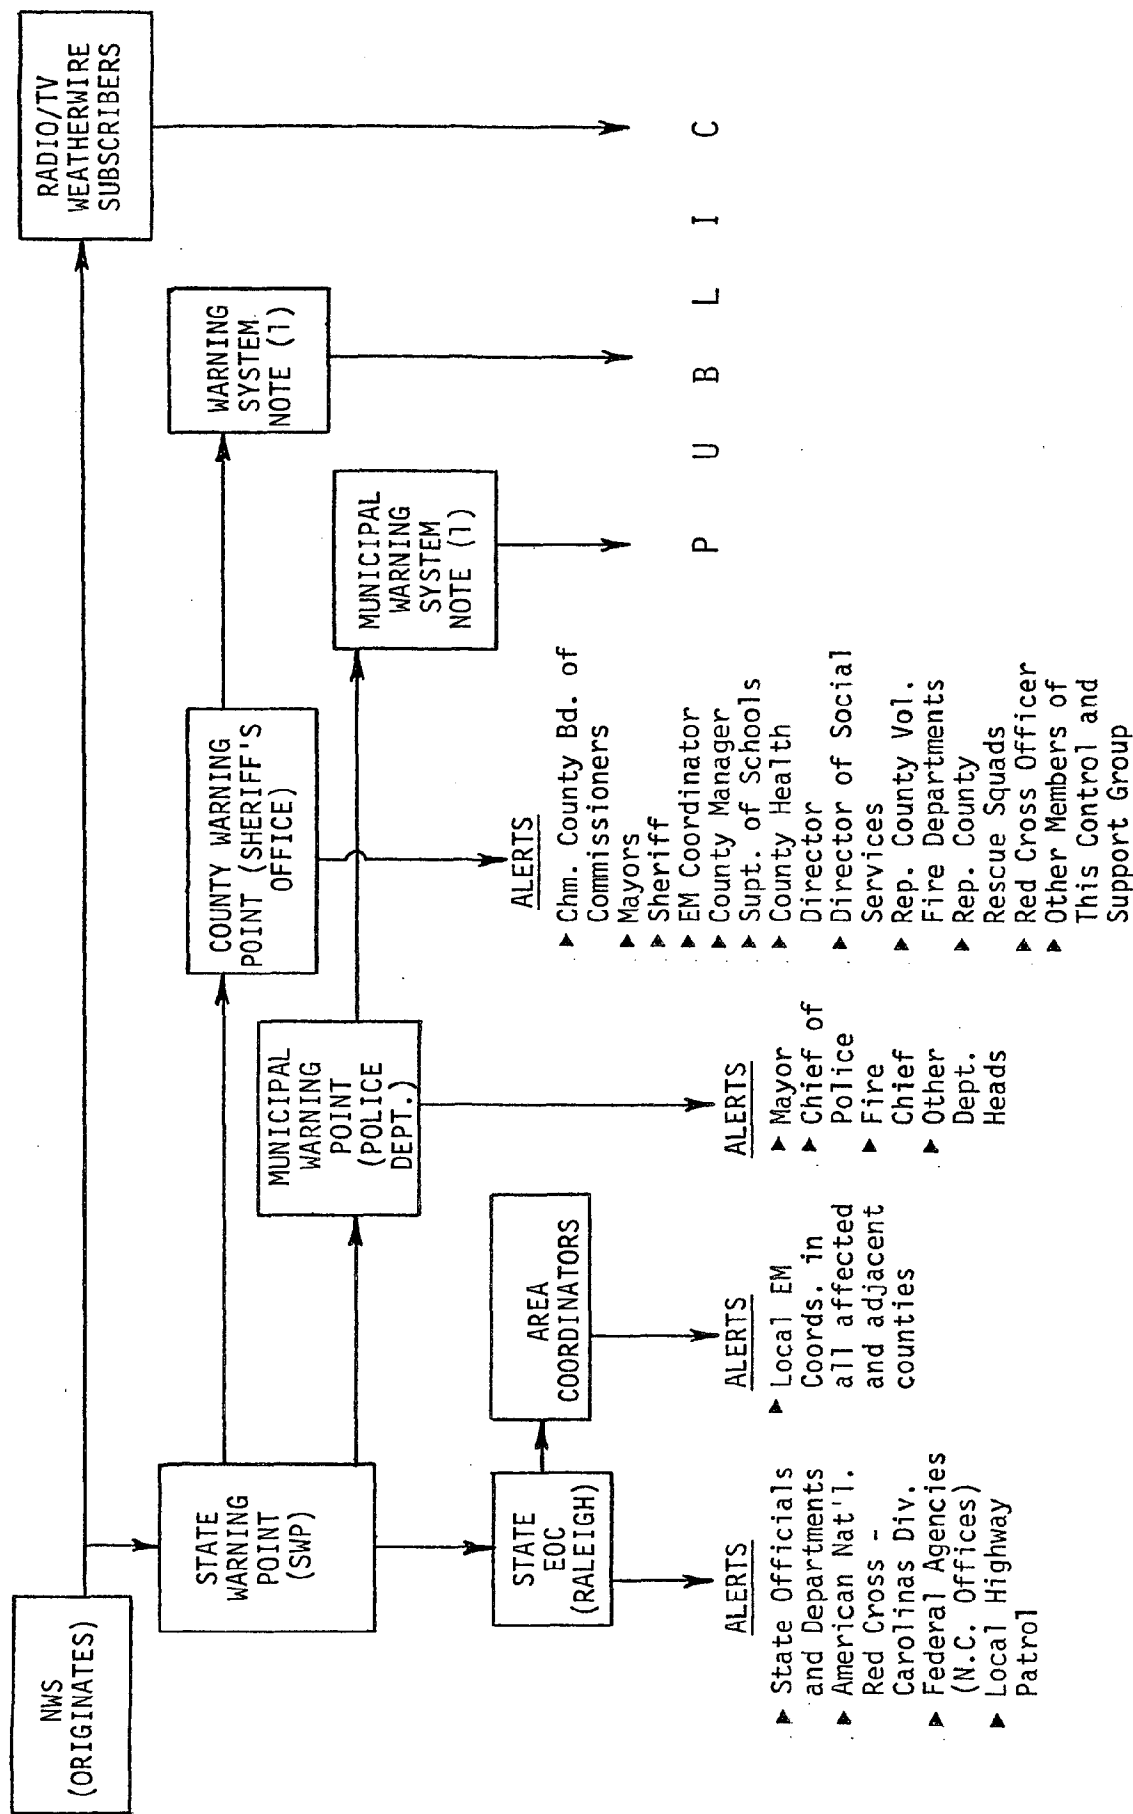 NWS
(ORIGINATES)
RADIO/TV
WEATHERWIRE
SUBSCRIBERS
STATE
WARNING
POINT
(SWP)
COUNTY WARNING
POINT (SHERIFF'S
OFFICE)
WARNING
SYSTEM
NOTE (1)
MUNICIPAL
WARNING
POINT
(POLICE
DEPT.)
MUNICIPAL
WARNING
SYSTEM
NOTE (1)
STATE
EOC
(RALEIGH)
AREA
COORDINATORS
P U B L I C
ALERTS
▶ State Officials
and Departments
▶ American Nat'l.
Red Cross -
Carolinas Div.
▶ Federal Agencies
(N.C. Offices)
▶ Local Highway
Patrol
ALERTS
▶ Local EM
Coords. in
all affected
and adjacent
counties
ALERTS
▶ Mayor
▶ Chief of
Police
▶ Fire
Chief
▶ Other
Dept.
Heads
ALERTS
▶ Chm. County Bd. of
Commissioners
▶ Mayors
▶ Sheriff
▶ EM Coordinator
▶ County Manager
▶ Supt. of Schools
▶ County Health
Director
▶ Director of Social
Services
▶ Rep. County Vol.
Fire Departments
▶ Rep. County
Rescue Squads
▶ Red Cross Officer
▶ Other Members of
This Control and
Support Group